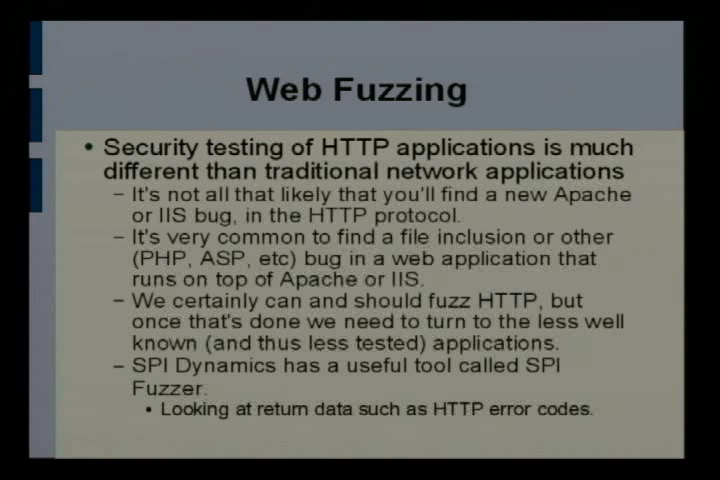 Web Fuzzing
• Security testing of HTTP applications is much
different than traditional network applications
– It's not all that likely that you'll find a new Apache
or IIS bug, in the HTTP protocol.
– It's very common to find a file inclusion or other
(PHP, ASP, etc) bug in a web application that
runs on top of Apache or IIS.
– We certainly can and should fuzz HTTP, but
once that's done we need to turn to the less well
known (and thus less tested) applications.
– SPI Dynamics has a useful tool called SPI
Fuzzer.
• Looking at return data such as HTTP error codes.